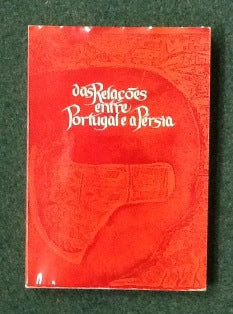 das Relações
entre
Portugal e a Pérsia